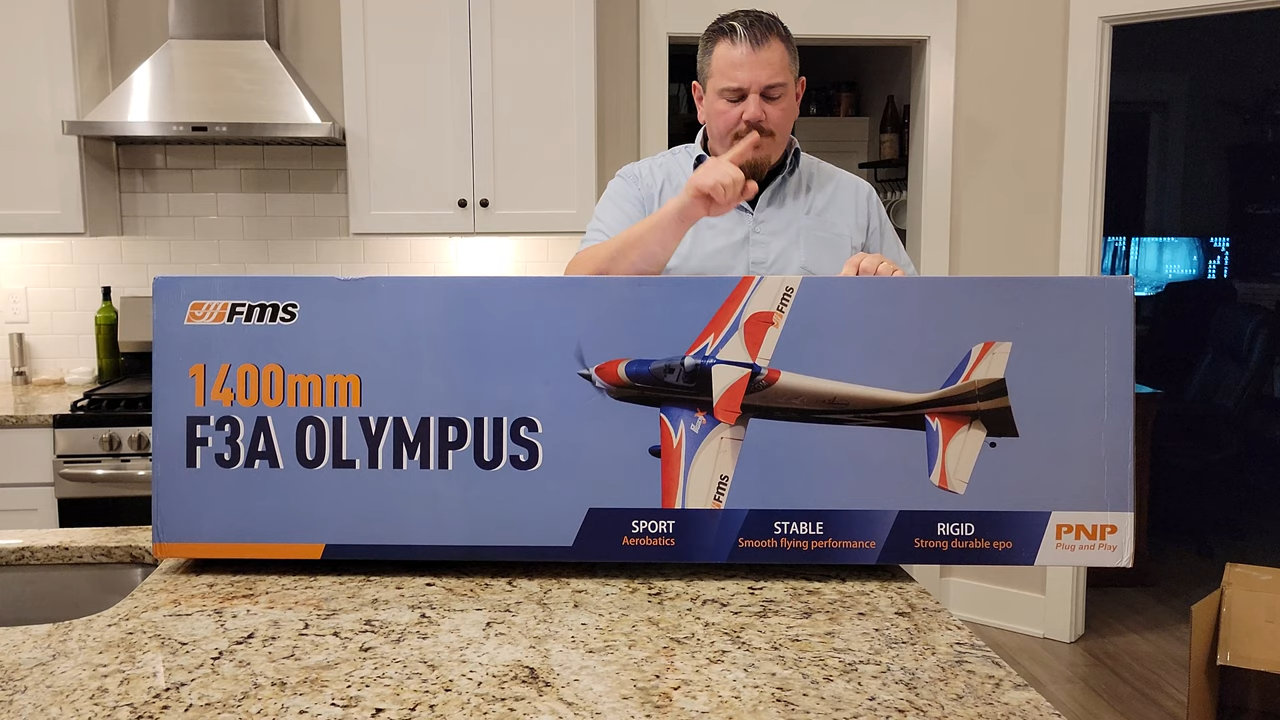 FMS
1400mm
F3A OLYMPUS
FMS
FMS
SPORT
Aerobatics
STABLE
Smooth flying performance
RIGID
Strong durable epo
PNP
Plug and Play